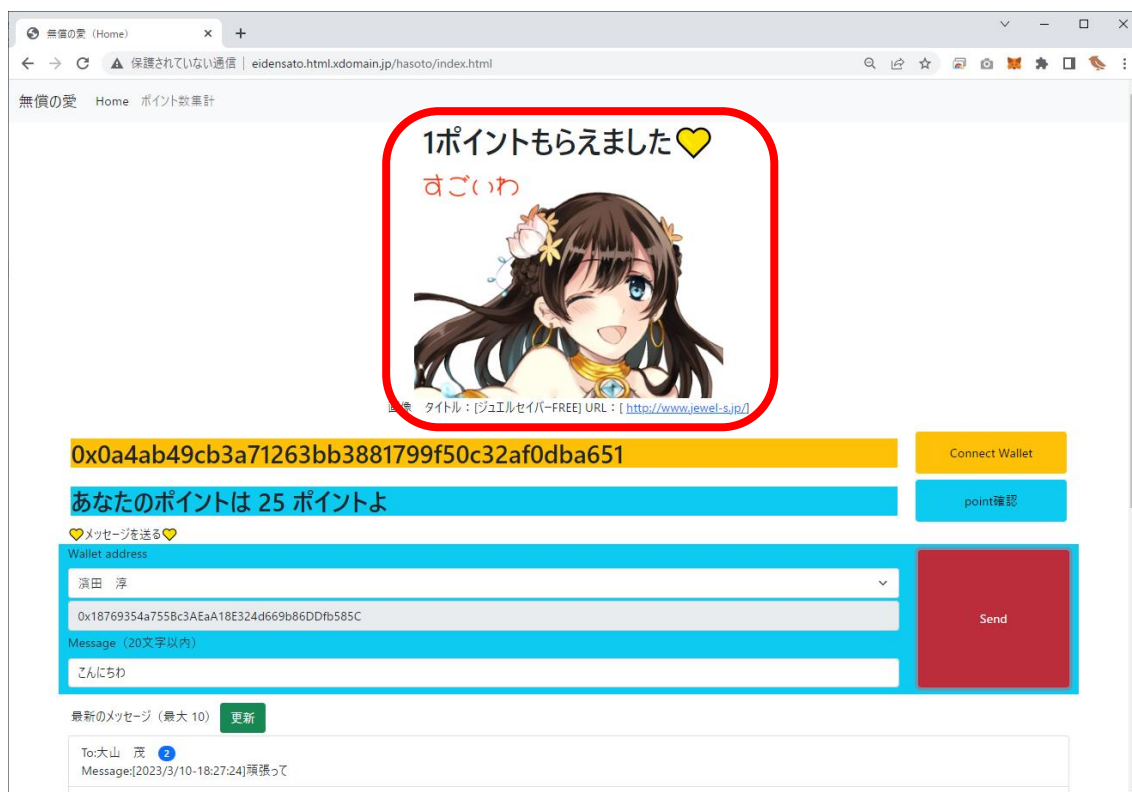 無償の愛 (Home)
保護されていない通信 | eidensato.html.xdomain.jp/hasoto/index.html
無償の愛 Home ポイント数集計
1ポイントもらえました💛
すごいわ
画像 タイトル：[ジュエルセイバーFREE] URL：[ http://www.jewel-s.jp/]
0x0a4ab49cb3a71263bb3881799f50c32af0dba651
Connect Wallet
あなたのポイントは 25 ポイントよ
point確認
💛メッセージを送る💛
Wallet address
濱田 淳
0x18769354a755Bc3AEaA18E324d669b86DDfb585C
Send
Message（20文字以内）
こんにちわ
最新のメッセージ（最大 10） 更新
To:大山 茂 2
Message:[2023/3/10-18:27:24]頑張って